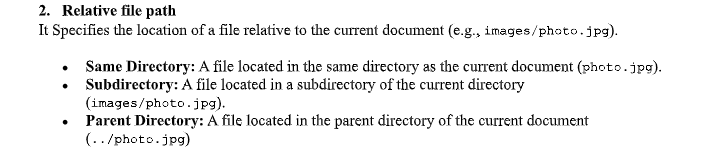 2. Relative file path
It Specifies the location of a file relative to the current document (e.g., images/photo.jpg).
• Same Directory: A file located in the same directory as the current document (photo.jpg).
• Subdirectory: A file located in a subdirectory of the current directory
(images/photo.jpg).
• Parent Directory: A file located in the parent directory of the current document
(../photo.jpg)